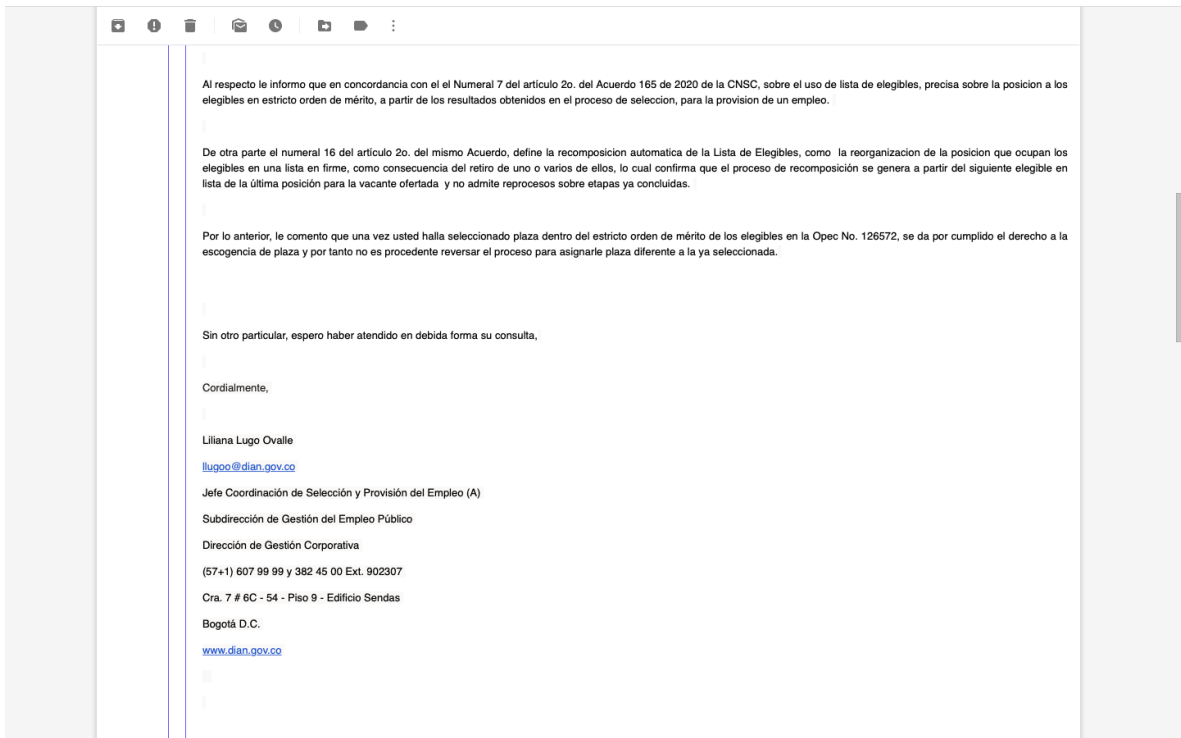 Al respecto le informo que en concordancia con el el Numeral 7 del artículo 2o. del Acuerdo 165 de 2020 de la CNSC, sobre el uso de lista de elegibles, precisa sobre la posicion a los
elegibles en estricto orden de mérito, a partir de los resultados obtenidos en el proceso de seleccion, para la provision de un empleo.
De otra parte el numeral 16 del artículo 2o. del mismo Acuerdo, define la recomposicion automatica de la Lista de Elegibles, como la reorganizacion de la posicion que ocupan los
elegibles en una lista en firme, como consecuencia del retiro de uno o varios de ellos, lo cual confirma que el proceso de recomposición se genera a partir del siguiente elegible en
lista de la última posición para la vacante ofertada y no admite reprocesos sobre etapas ya concluidas.
Por lo anterior, le comento que una vez usted halla seleccionado plaza dentro del estricto orden de mérito de los elegibles en la Opec No. 126572, se da por cumplido el derecho a la
escogencia de plaza y por tanto no es procedente reversar el proceso para asignarle plaza diferente a la ya seleccionada.
Sin otro particular, espero haber atendido en debida forma su consulta,
Cordialmente,
Liliana Lugo Ovalle
llugoo@dian.gov.co
Jefe Coordinación de Selección y Provisión del Empleo (A)
Subdirección de Gestión del Empleo Público
Dirección de Gestión Corporativa
(57+1) 607 99 99 y 382 45 00 Ext. 902307
Cra. 7 # 6C - 54 - Piso 9 - Edificio Sendas
Bogotá D.C.
www.dian.gov.co